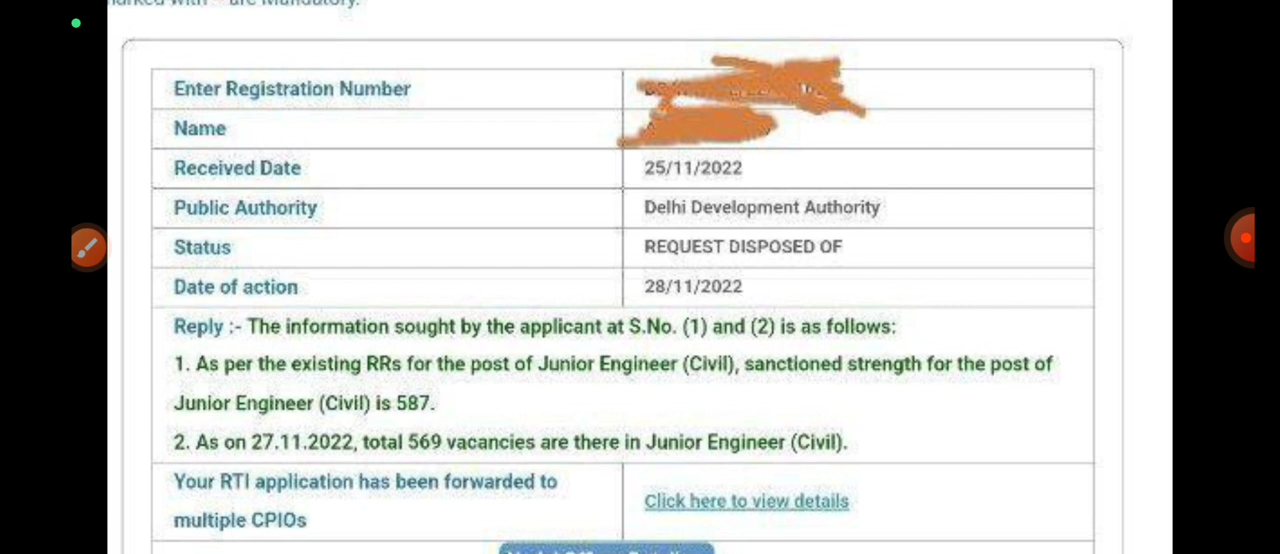 marked with * are Mandatory.
Enter Registration Number
Name
Received Date 25/11/2022
Public Authority Delhi Development Authority
Status REQUEST DISPOSED OF
Date of action 28/11/2022
Reply :- The information sought by the applicant at S.No. (1) and (2) is as follows:
1. As per the existing RRs for the post of Junior Engineer (Civil), sanctioned strength for the post of
Junior Engineer (Civil) is 587.
2. As on 27.11.2022, total 569 vacancies are there in Junior Engineer (Civil).
Your RTI application has been forwarded to
multiple CPIOs
Click here to view details